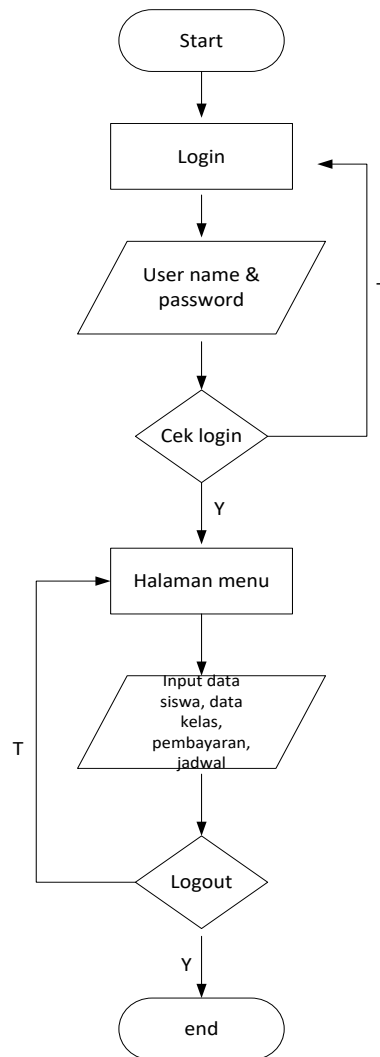 Start
Login
User name &
password
Cek login
Y
Halaman menu
Input data
siswa, data
kelas,
pembayaran,
jadwal
T
Logout
Y
end